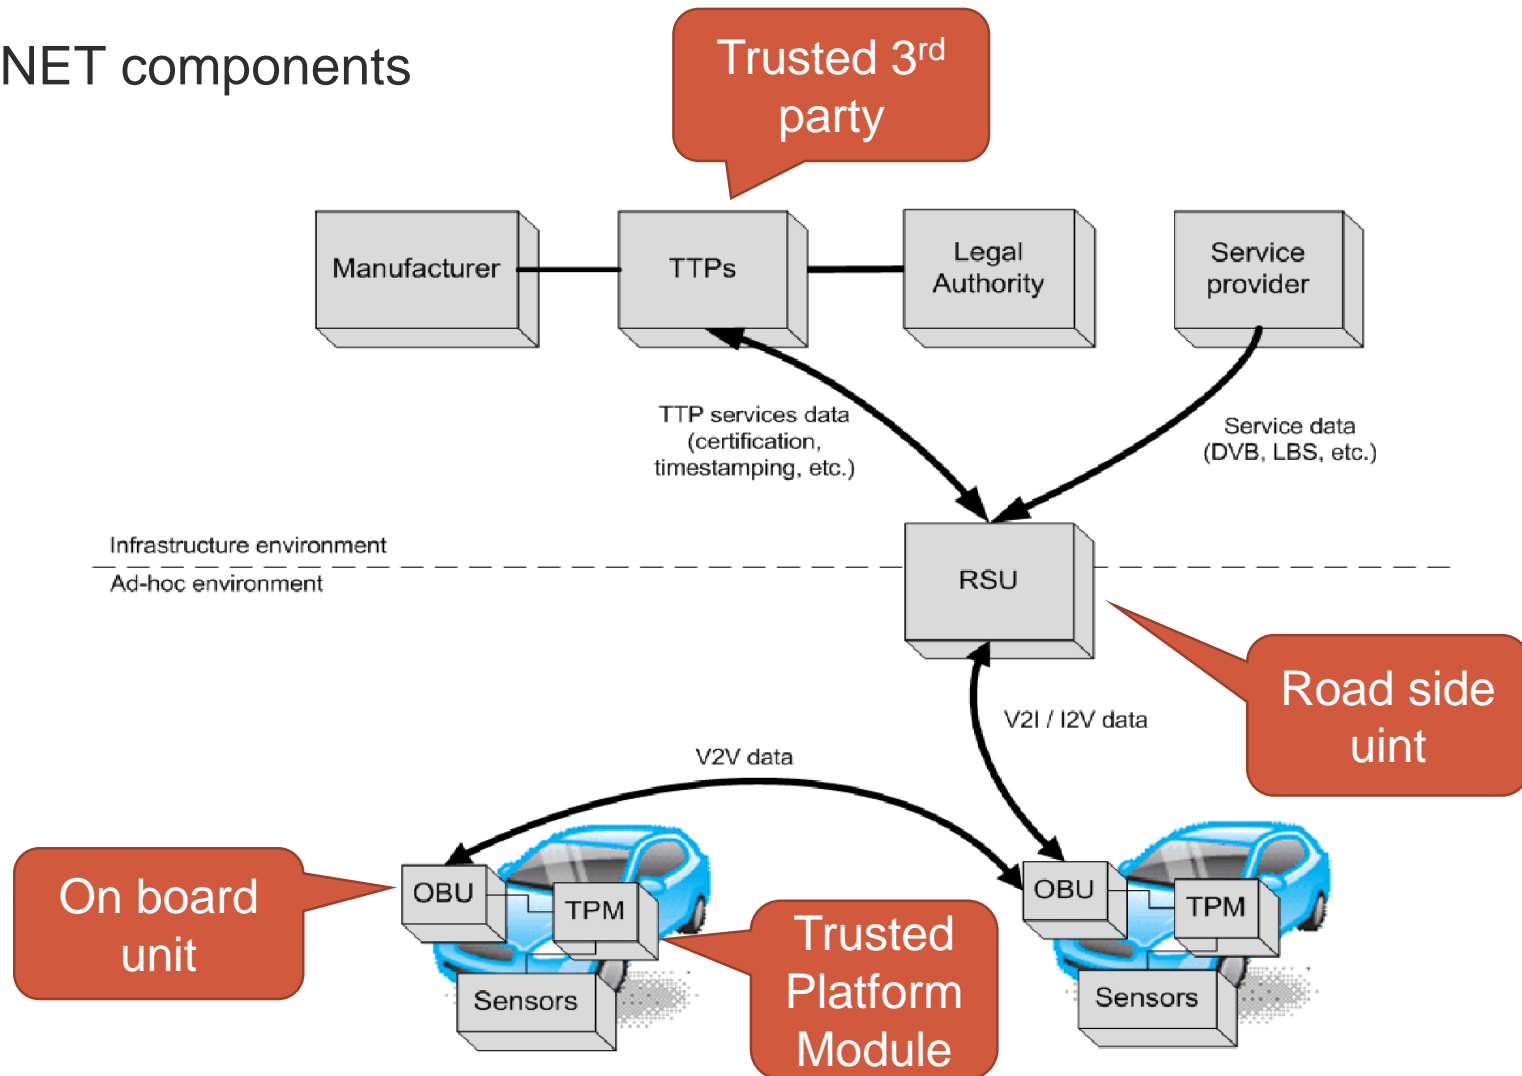 NET components
Trusted 3rd
party
Manufacturer
TTPs
Legal
Authority
Service
provider
TTP services data
(certification,
timestamping, etc.)
Service data
(DVB, LBS, etc.)
Infrastructure environment
Ad-hoc environment
RSU
Road side
uint
V2I / I2V data
V2V data
On board
unit
OBU
TPM
Sensors
Trusted
Platform
Module
OBU
TPM
Sensors